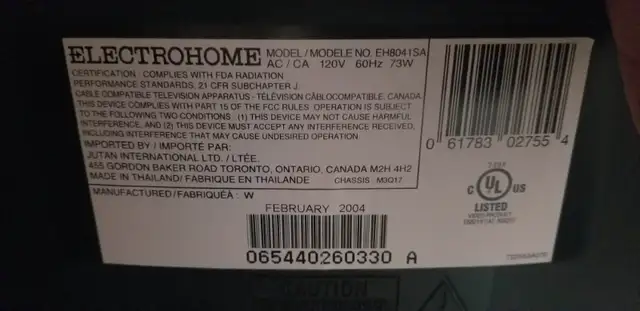 ELECTROHOME MODEL / MODELE NO. EH8041SA
AC / CA 120V 60Hz 73W
CERTIFICATION : COMPLIES WITH FDA RADIATION
PERFORMANCE STANDARDS, 21 CFR SUBCHAPTER J.
CABLE COMPATIBLE TELEVISION APPARATUS - TÉLÉVISION CÂBLOCOMPATIBLE, CANADA
THIS DEVICE COMPLIES WITH PART 15 OF THE FCC RULES OPERATION IS SUBJECT
TO THE FOLLOWING TWO CONDITIONS: (1) THIS DEVICE MAY NOT CAUSE HARMFUL
INTERFERENCE, AND (2) THIS DEVICE MUST ACCEPT ANY INTERFERENCE RECEIVED,
INCLUDING INTERFERENCE THAT MAY CAUSE UNDESIRED OPERATION.
IMPORTED BY / IMPORTÉ PAR:
JUTAN INTERNATIONAL LTD. / LTÉE.
455 GORDON BAKER ROAD TORONTO, ONTARIO, CANADA M2H 4H2
MADE IN THAILAND/ FABRIQUE EN THAILANDE CHASSIS M3Q17
MANUFACTURED / FABRIQUÉÀ : W
FEBRUARY 2004
065440260330 A
0 61783 02755 4
C UL US
LISTED
VIDEO PRODUCT
CAUTION